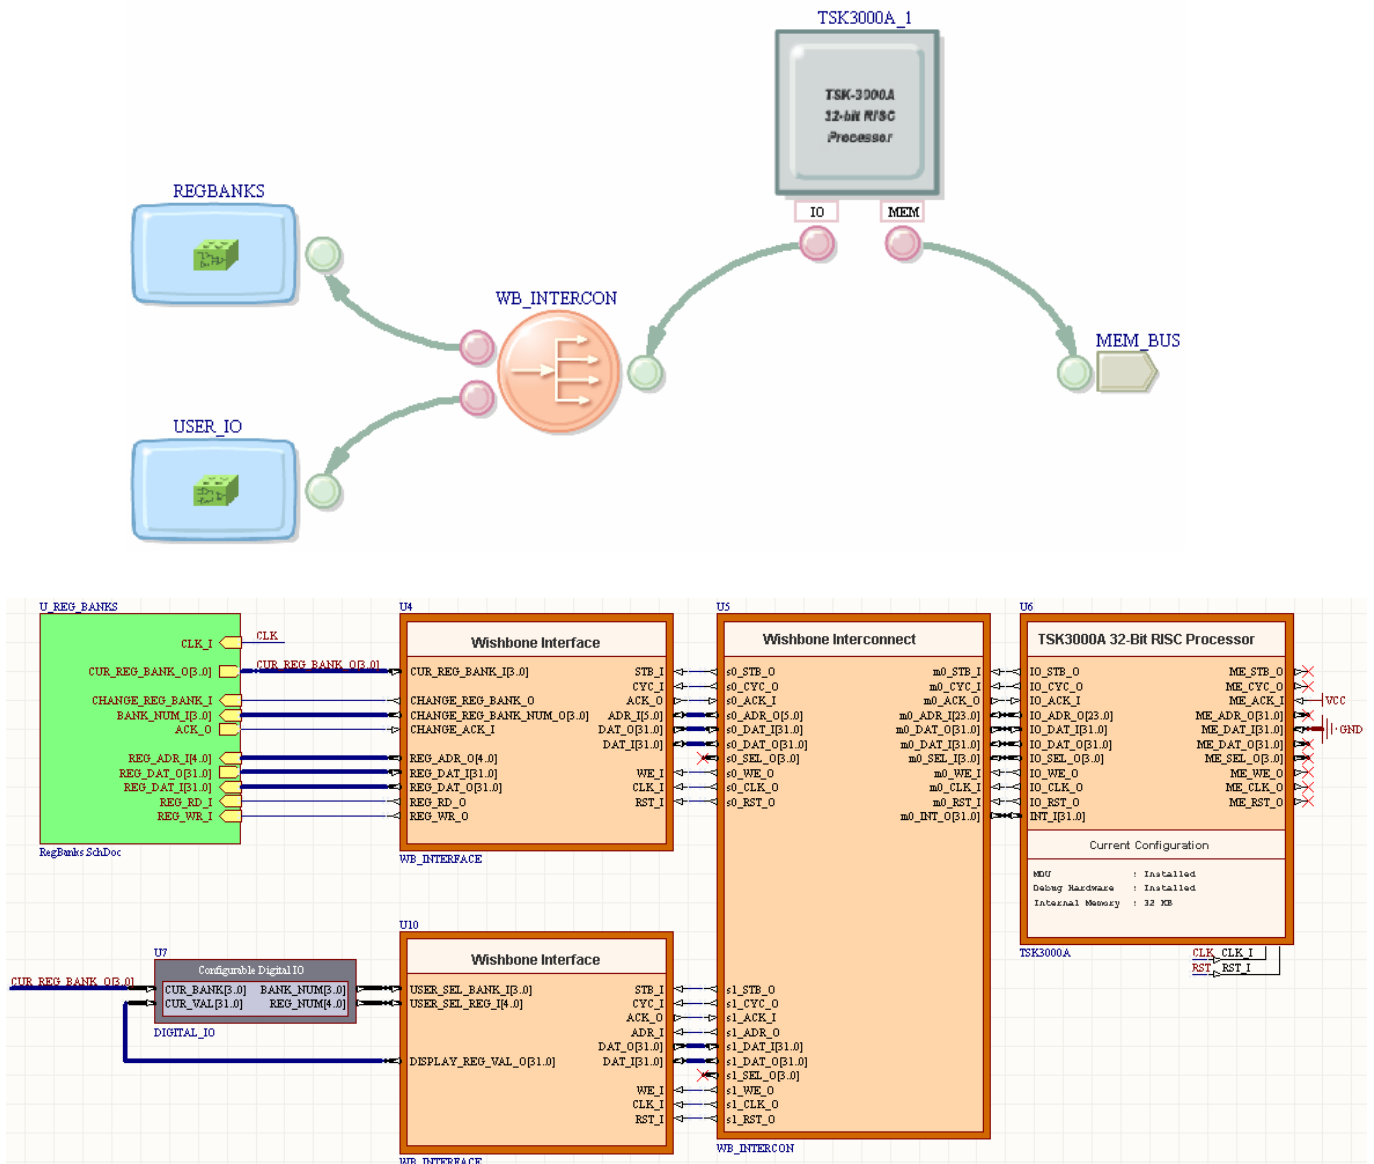 TSK3000A_1
TSK-3000A
32-bit RISC
Processor
IO
MEM
REGBANKS
WB_INTERCON
MEM_BUS
USER_IO
U_REG_BANKS
CLK_I
CLK
CUR_REG_BANK_O[3.0]
CUR_REG_BANK_O[3.0]
CHANGE_REG_BANK_I
BANK_NUM_I[3.0]
ACK_O
REG_ADR_I[4.0]
REG_DAT_O[31.0]
REG_DAT_I[31.0]
REG_RD_I
REG_WR_I
RegBanks.SchDoc
U4
Wishbone Interface
CUR_REG_BANK_I[3.0] STB_I
CYC_I
CHANGE_REG_BANK_O ACK_O
CHANGE_REG_BANK_NUM_O[3.0] ADR_I[5.0]
CHANGE_ACK_I DAT_O[31.0]
DAT_I[31.0]
REG_ADR_O[4.0]
REG_DAT_I[31.0] WE_I
REG_DAT_O[31.0] CLK_I
REG_RD_O RST_I
REG_WR_O
WB_INTERFACE
U5
Wishbone Interconnect
s0_STB_O m0_STB_I
s0_CYC_O m0_CYC_I
s0_ACK_I m0_ACK_O
s0_ADR_O[5.0] m0_ADR_I[23.0]
s0_DAT_I[31.0] m0_DAT_O[31.0]
s0_DAT_O[31.0] m0_DAT_I[31.0]
s0_SEL_O[3.0] m0_SEL_I[3.0]
s0_WE_O m0_WE_I
s0_CLK_O m0_CLK_I
s0_RST_O m0_RST_I
m0_INT_O[31.0]
s1_STB_O
s1_CYC_O
s1_ACK_I
s1_ADR_O
s1_DAT_I[31.0]
s1_DAT_O[31.0]
s1_SEL_O[3.0]
s1_WE_O
s1_CLK_O
s1_RST_O
WB_INTERCON
U6
TSK3000A 32-Bit RISC Processor
IO_STB_O ME_STB_O
IO_CYC_O ME_CYC_O
IO_ACK_I ME_ACK_I VCC
IO_ADR_O[23.0] ME_ADR_O[31.0]
IO_DAT_I[31.0] ME_DAT_I[31.0] GND
IO_DAT_O[31.0] ME_DAT_O[31.0]
IO_SEL_O[3.0] ME_SEL_O[3.0]
IO_WE_O ME_WE_O
IO_CLK_O ME_CLK_O
IO_RST_O ME_RST_O
INT_I[31.0]
Current Configuration
MDU : Installed
Debug Hardware : Installed
Internal Memory : 32 KB
TSK3000A
CLK CLK_I
RST RST_I
U7
Configurable Digital IO
CUR_REG_BANK_O[3.0]
CUR_BANK[3.0] BANK_NUM[3.0]
CUR_VAL[31.0] REG_NUM[4.0]
DIGITAL_IO
U10
Wishbone Interface
USER_SEL_BANK_I[3.0] STB_I
USER_SEL_REG_I[4.0] CYC_I
ACK_O
ADR_I
DAT_O[31.0]
DISPLAY_REG_VAL_O[31.0] DAT_I[31.0]
WE_I
CLK_I
RST_I
WB_INTERFACE